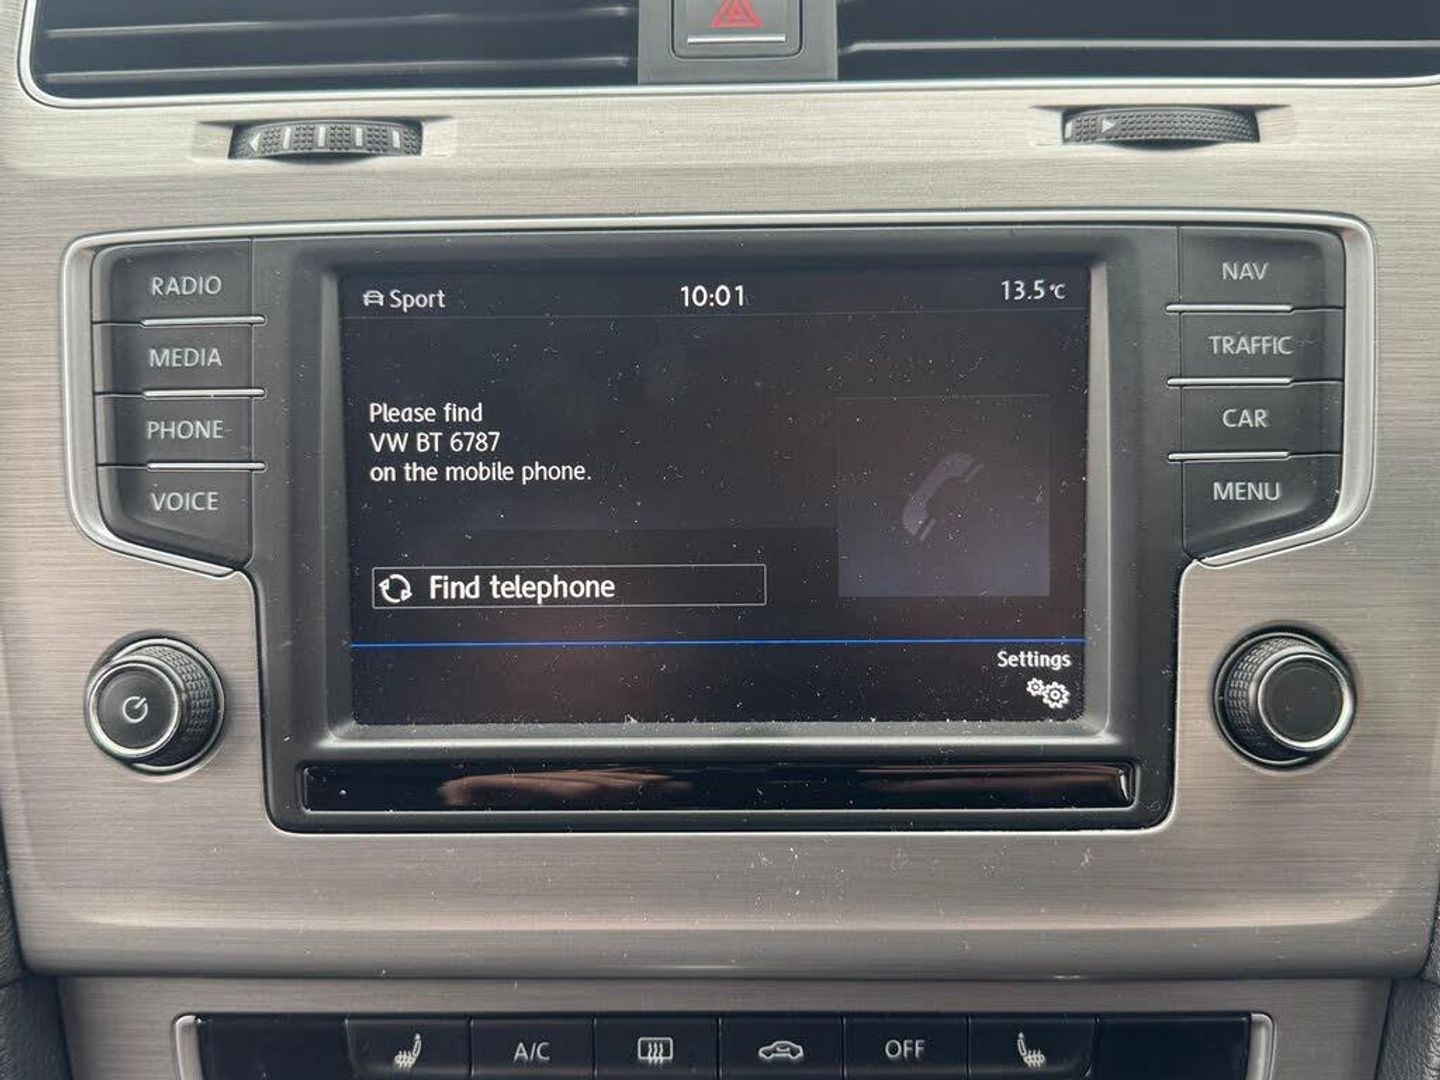 RADIO
MEDIA
PHONE
VOICE
Sport
10:01
13.5°C
Please find
VW BT 6787
on the mobile phone.
Find telephone
Settings
NAV
TRAFFIC
CAR
MENU
A/C
OFF